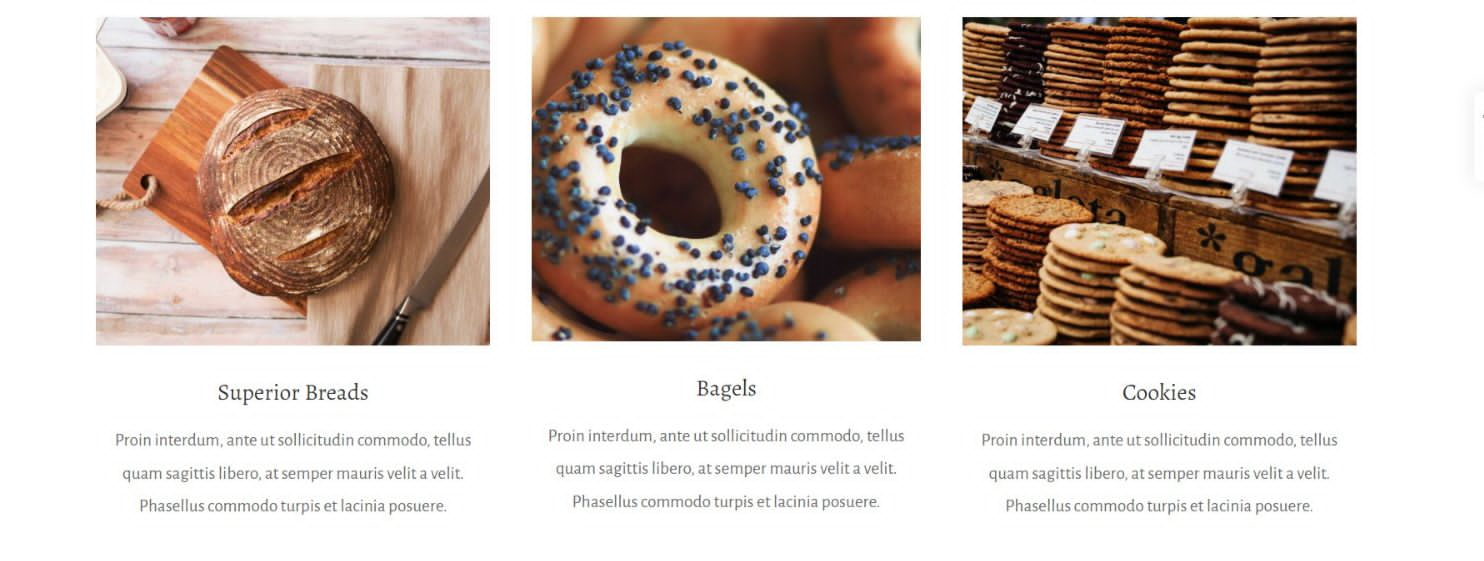 *galeta
*gal
Superior Breads
Proin interdum, ante ut sollicitudin commodo, tellus
quam sagittis libero, at semper mauris velit a velit.
Phasellus commodo turpis et lacinia posuere.
Bagels
Proin interdum, ante ut sollicitudin commodo, tellus
quam sagittis libero, at semper mauris velit a velit.
Phasellus commodo turpis et lacinia posuere.
Cookies
Proin interdum, ante ut sollicitudin commodo, tellus
quam sagittis libero, at semper mauris velit a velit.
Phasellus commodo turpis et lacinia posuere.